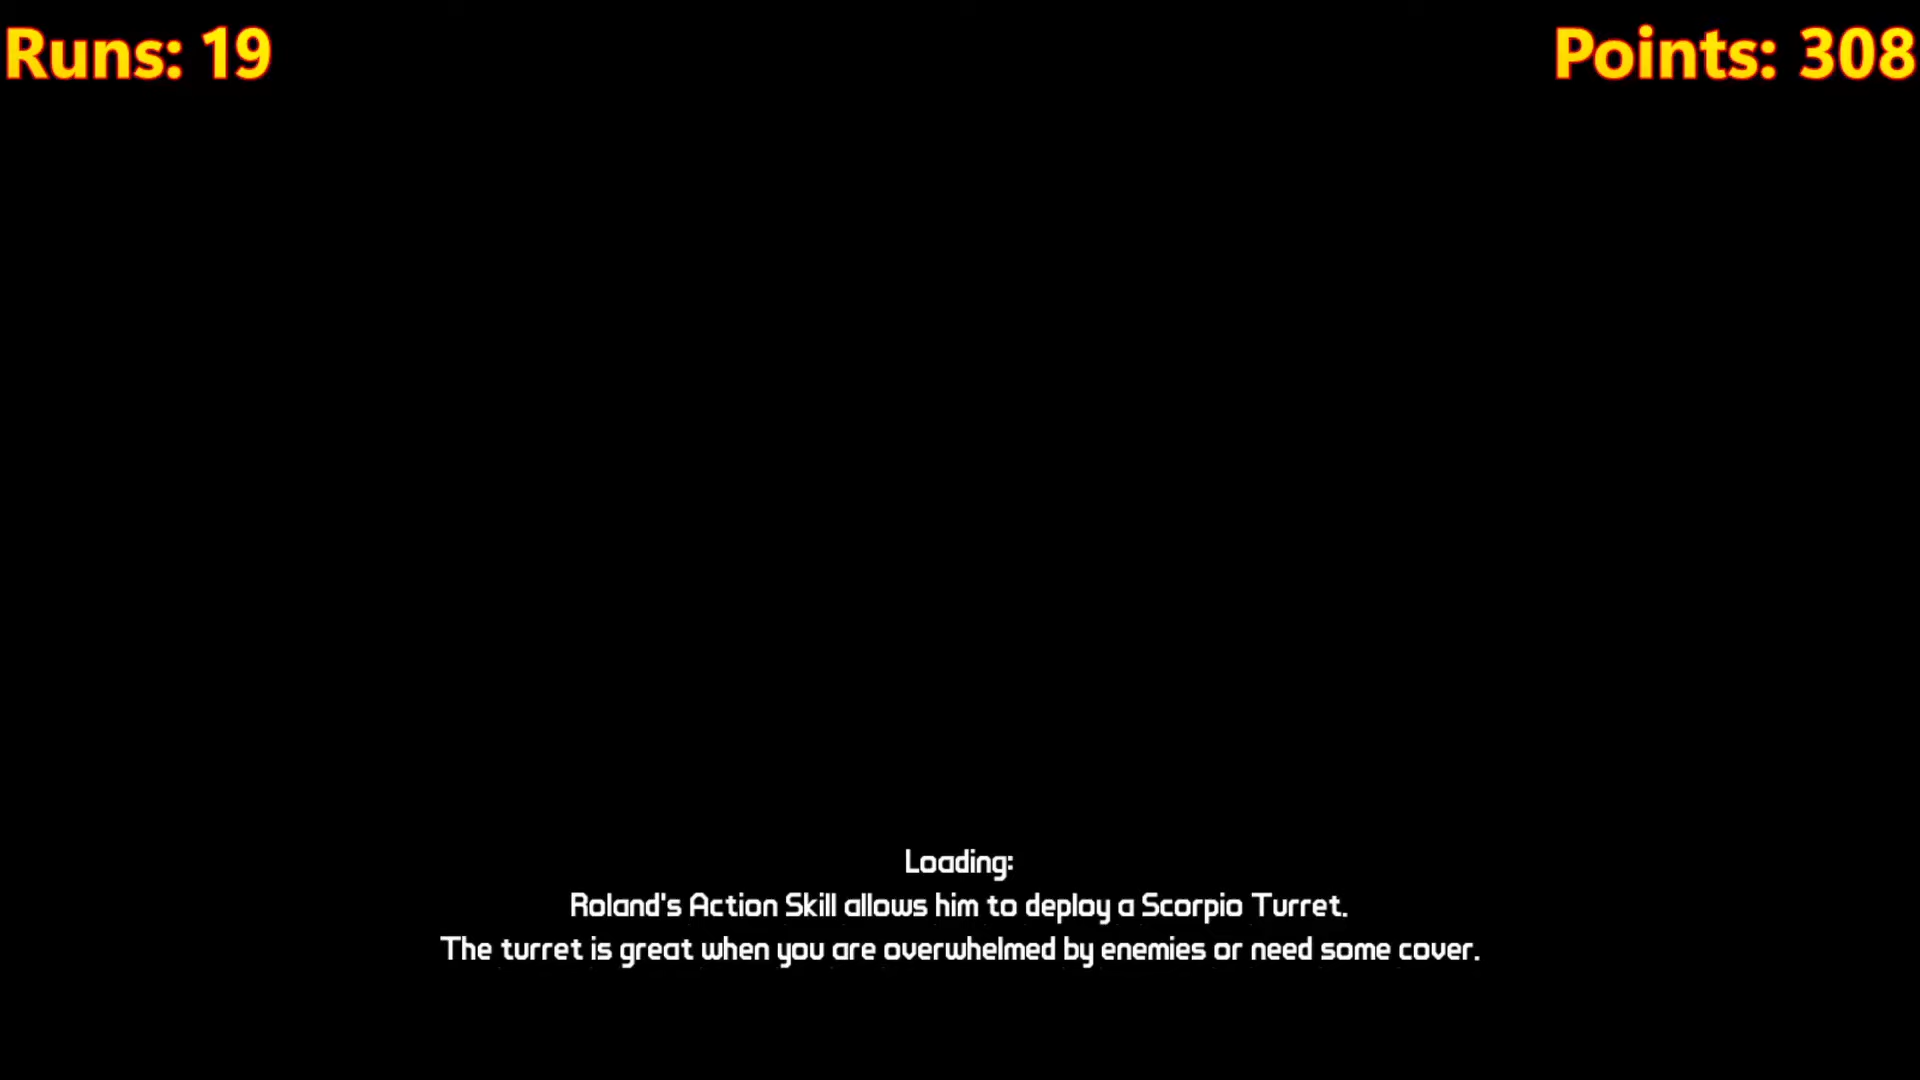 Runs: 19
Points: 308
Loading:
Roland's Action Skill allows him to deploy a Scorpio Turret.
The turret is great when you are overwhelmed by enemies or need some cover.